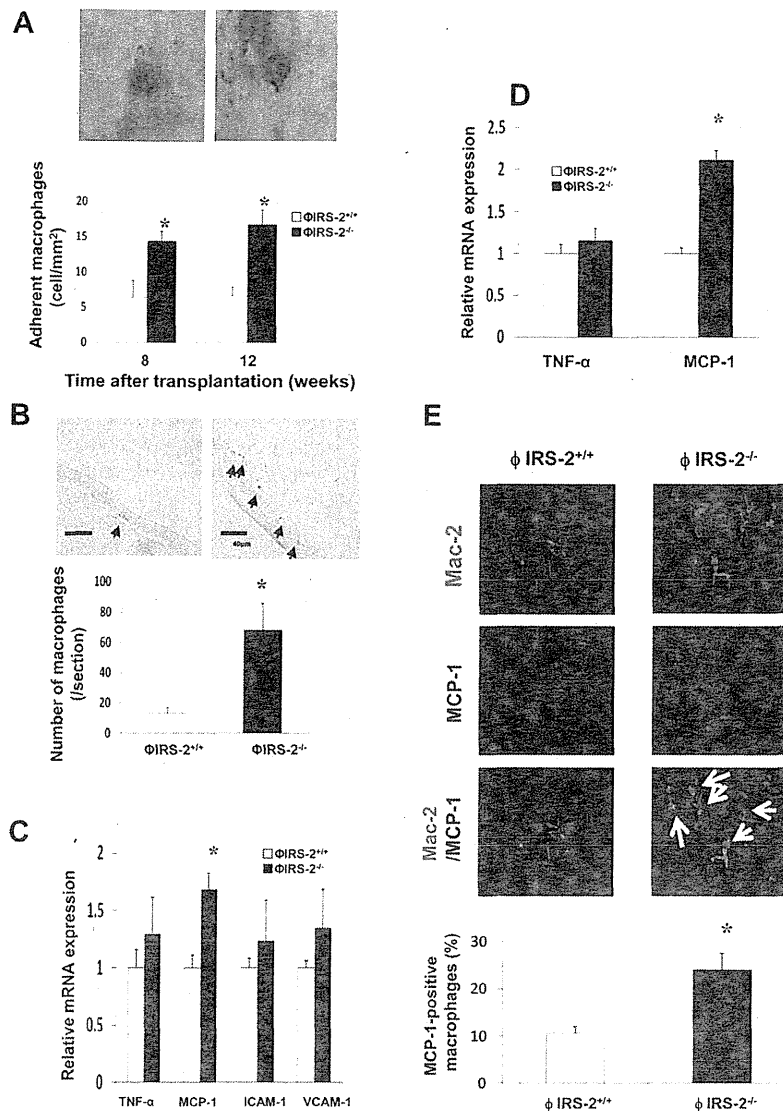 A
20
15
10
5
0
Adherent macrophages
(cell/mm²)
*
*
ΦIRS-2+/+
ΦIRS-2-/-
8
12
Time after transplantation (weeks)
B
40μm
100
80
60
40
20
0
Number of macrophages
(/section)
*
ΦIRS-2+/+
ΦIRS-2-/-
C
2
1.5
1
0.5
0
Relative mRNA expression
*
ΦIRS-2+/+
ΦIRS-2-/-
TNF-α
MCP-1
ICAM-1
VCAM-1
D
2.5
2
1.5
1
0.5
0
Relative mRNA expression
*
ΦIRS-2+/+
ΦIRS-2-/-
TNF-α
MCP-1
E
ϕ IRS-2+/+
ϕ IRS-2-/-
Mac-2
MCP-1
Mac-2
/MCP-1
30
20
10
0
MCP-1-positive
macrophages (%)
*
ϕ IRS-2+/+
ϕ IRS-2-/-